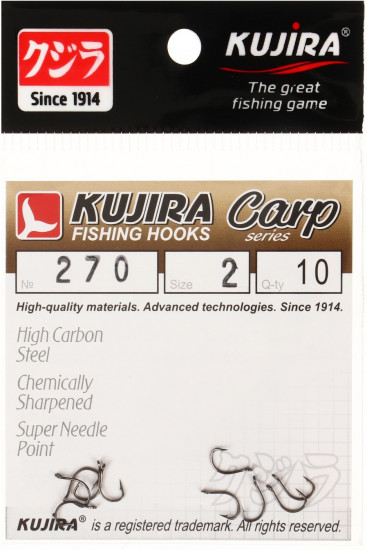 クジラ
Since 1914
KUJIRA®
The great
fishing game
KUJIRA Carp
FISHING HOOKS series
№ 270 Size 2 Q-ty 10
High-quality materials. Advanced technologies. Since 1914.
High Carbon
Steel
Chemically
Sharpened
Super Needle
Point
クジラ
KUJIRA® is a registered trademark. All rights reserved.